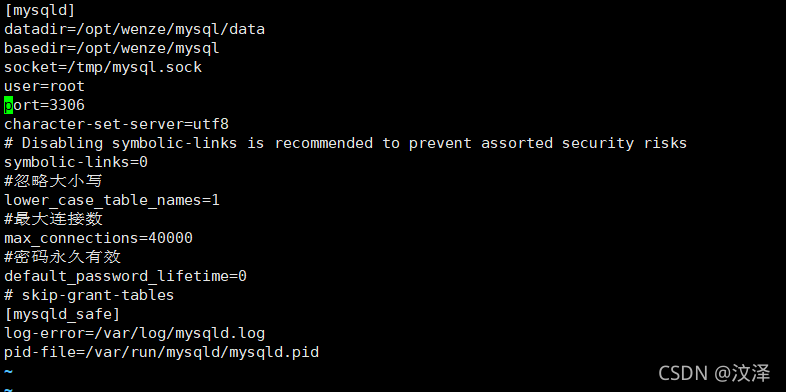 [mysqld]
datadir=/opt/wenze/mysql/data
basedir=/opt/wenze/mysql
socket=/tmp/mysql.sock
user=root
port=3306
character-set-server=utf8
# Disabling symbolic-links is recommended to prevent assorted security risks
symbolic-links=0
#忽略大小写
lower_case_table_names=1
#最大连接数
max_connections=40000
#密码永久有效
default_password_lifetime=0
# skip-grant-tables
[mysqld_safe]
log-error=/var/log/mysqld.log
pid-file=/var/run/mysqld/mysqld.pid
~
~
CSDN @汶泽